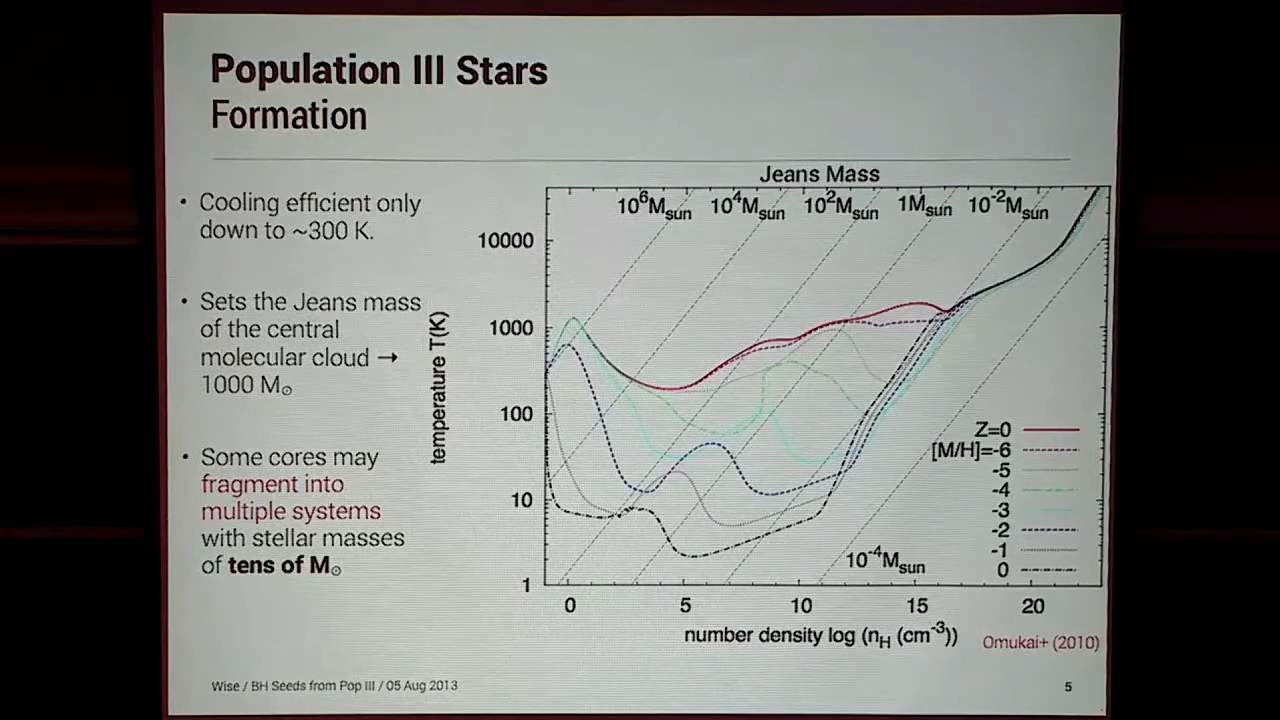 Population III Stars
Formation
• Cooling efficient only
down to ~300 K.
• Sets the Jeans mass
of the central
molecular cloud →
1000 M☉
• Some cores may
fragment into
multiple systems
with stellar masses
of tens of M☉
Jeans Mass
10⁶M_sun 10⁴M_sun 10²M_sun 1M_sun 10⁻²M_sun
10000
1000
100
10
1
temperature T(K)
Z=0
[M/H]=-6
-5
-4
-3
-2
-1
0
10⁻⁴M_sun
0 5 10 15 20
number density log (n_H (cm⁻³))
Omukai+ (2010)
Wise / BH Seeds from Pop III / 05 Aug 2013
5